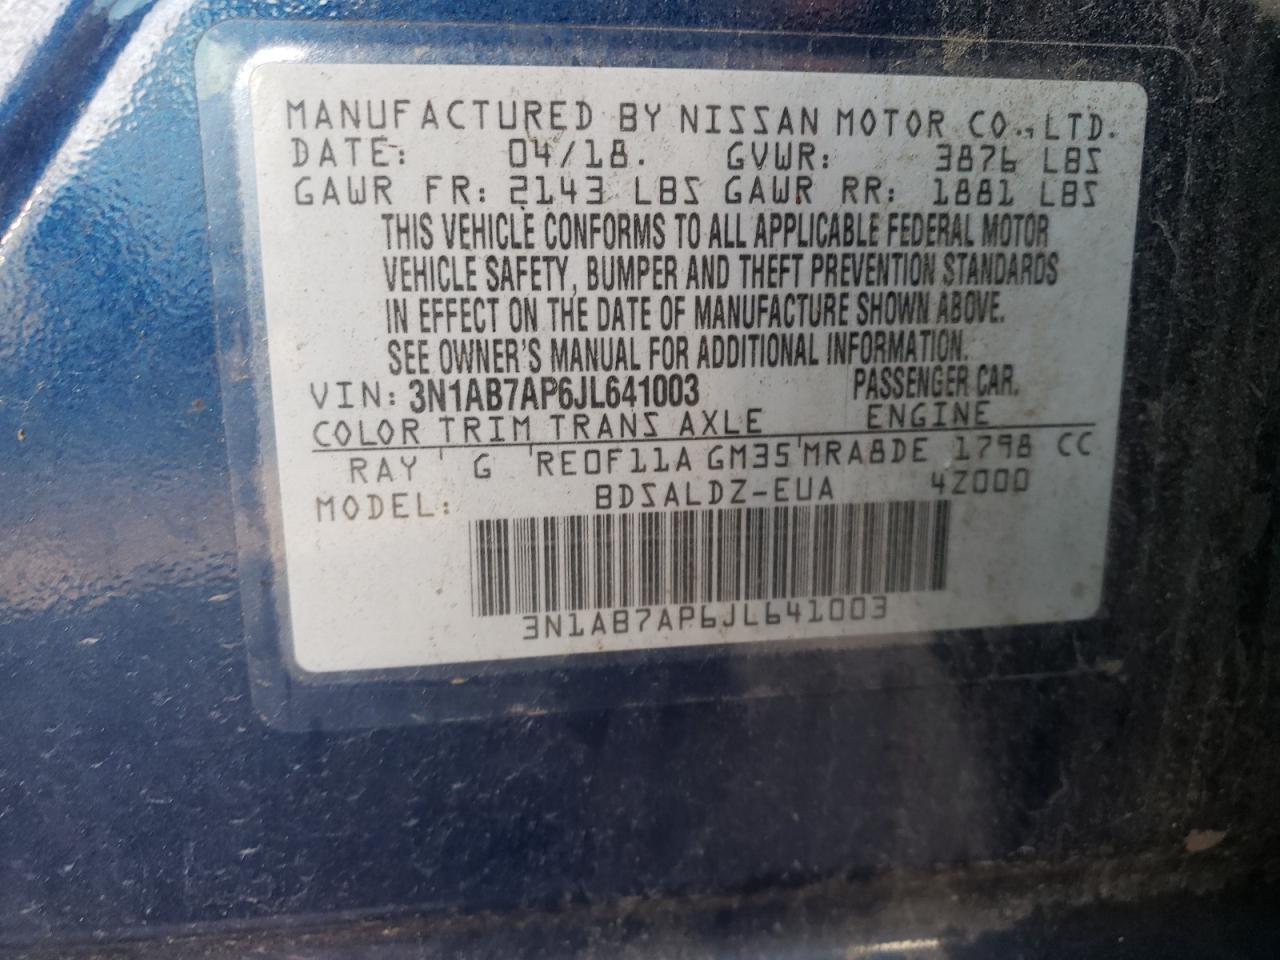 MANUFACTURED BY NISSAN MOTOR CO., LTD.
DATE: 04/18. GVWR: 3876 LBS
GAWR FR: 2143 LBS GAWR RR: 1881 LBS
THIS VEHICLE CONFORMS TO ALL APPLICABLE FEDERAL MOTOR
VEHICLE SAFETY, BUMPER AND THEFT PREVENTION STANDARDS
IN EFFECT ON THE DATE OF MANUFACTURE SHOWN ABOVE.
SEE OWNER'S MANUAL FOR ADDITIONAL INFORMATION.
VIN: 3N1AB7AP6JL641003 PASSENGER CAR.
COLOR TRIM TRANS AXLE ENGINE
RAY G RE0F11A GM35 MRA8DE 1798 CC
MODEL: BDSALDZ-EUA 4Z000
3N1AB7AP6JL641003